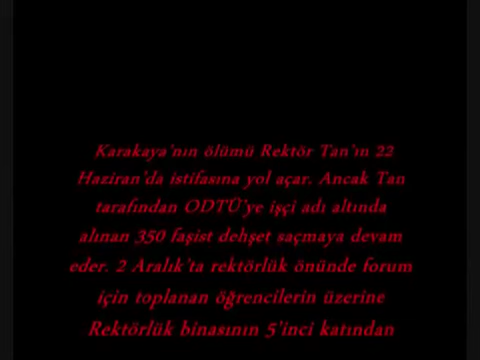 Karakaya'nın ölümü Rektör Tan'ın 22
Haziran'da istifasına yol açar. Ancak Tan
tarafından ODTÜ'ye işçi adı altında
alınan 350 faşist dehşet saçmaya devam
eder. 2 Aralık'ta rektörlük önünde forum
için toplanan öğrencilerin üzerine
Rektörlük binasının 5'inci katından